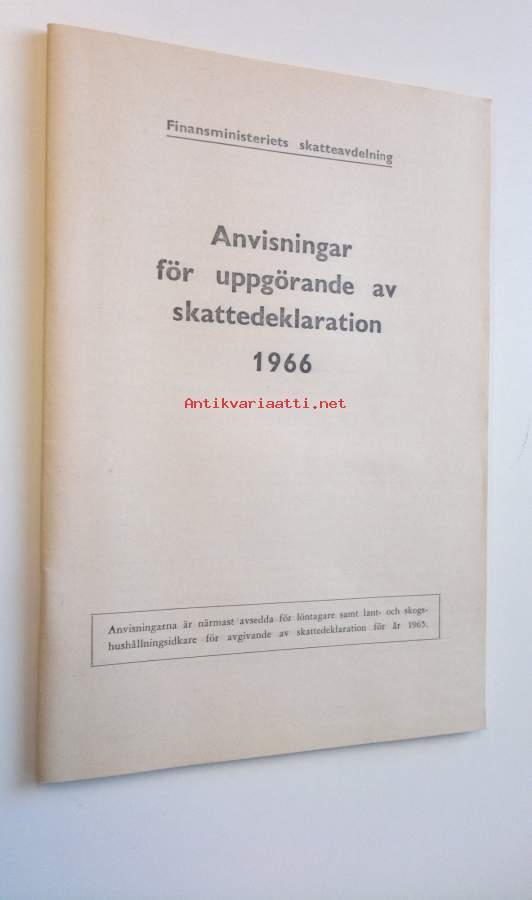 Finansministeriets skatteavdelning
Anvisningar
för uppgörande av
skattedeklaration
1966
Antikvariaatti.net
Anvisningarna är närmast avsedda för löntagare samt lant- och skogs-
hushållningsidkare för avgivande av skattedeklaration för år 1965.